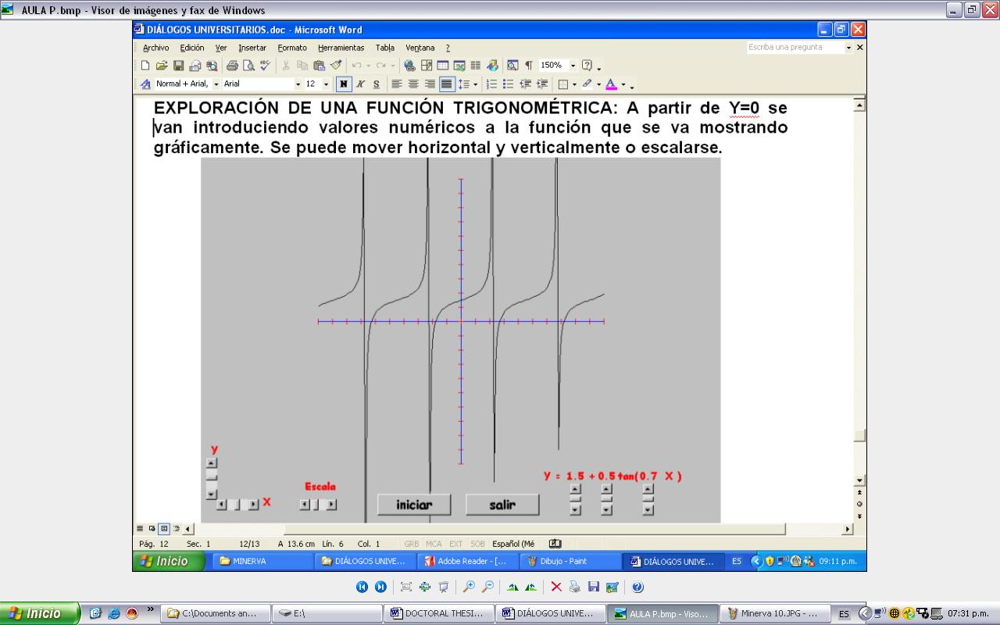 AULA P.bmp - Visor de imágenes y fax de Windows
DIÁLOGOS UNIVERSITARIOS.doc - Microsoft Word
Archivo Edición Ver Insertar Formato Herramientas Tabla Ventana ? Escriba una pregunta
150%
Normal + Arial, Arial 12 N K S
EXPLORACIÓN DE UNA FUNCIÓN TRIGONOMÉTRICA: A partir de Y=0 se
van introduciendo valores numéricos a la función que se va mostrando
gráficamente. Se puede mover horizontal y verticalmente o escalarse.
Y
X
Escala
iniciar
salir
Y = 1.5 + 0.5 tan(0.7 X )
Pág. 12 Sec. 1 12/13 A 13.6 cm Lín. 6 Col. 1 GRB MCA EXT SOB Español (Mé
Inicio MINERVA DIÁLOGOS UNIVE... Adobe Reader - [... Dibujo - Paint DIÁLOGOS UNIVE... ES 09:11 p.m.
Inicio C:\Documents an... E:\ DOCTORAL THESI... DIÁLOGOS UNIVE... AULA P.bmp - Viso... Minerva 10.JPG - ... ES 07:31 p.m.